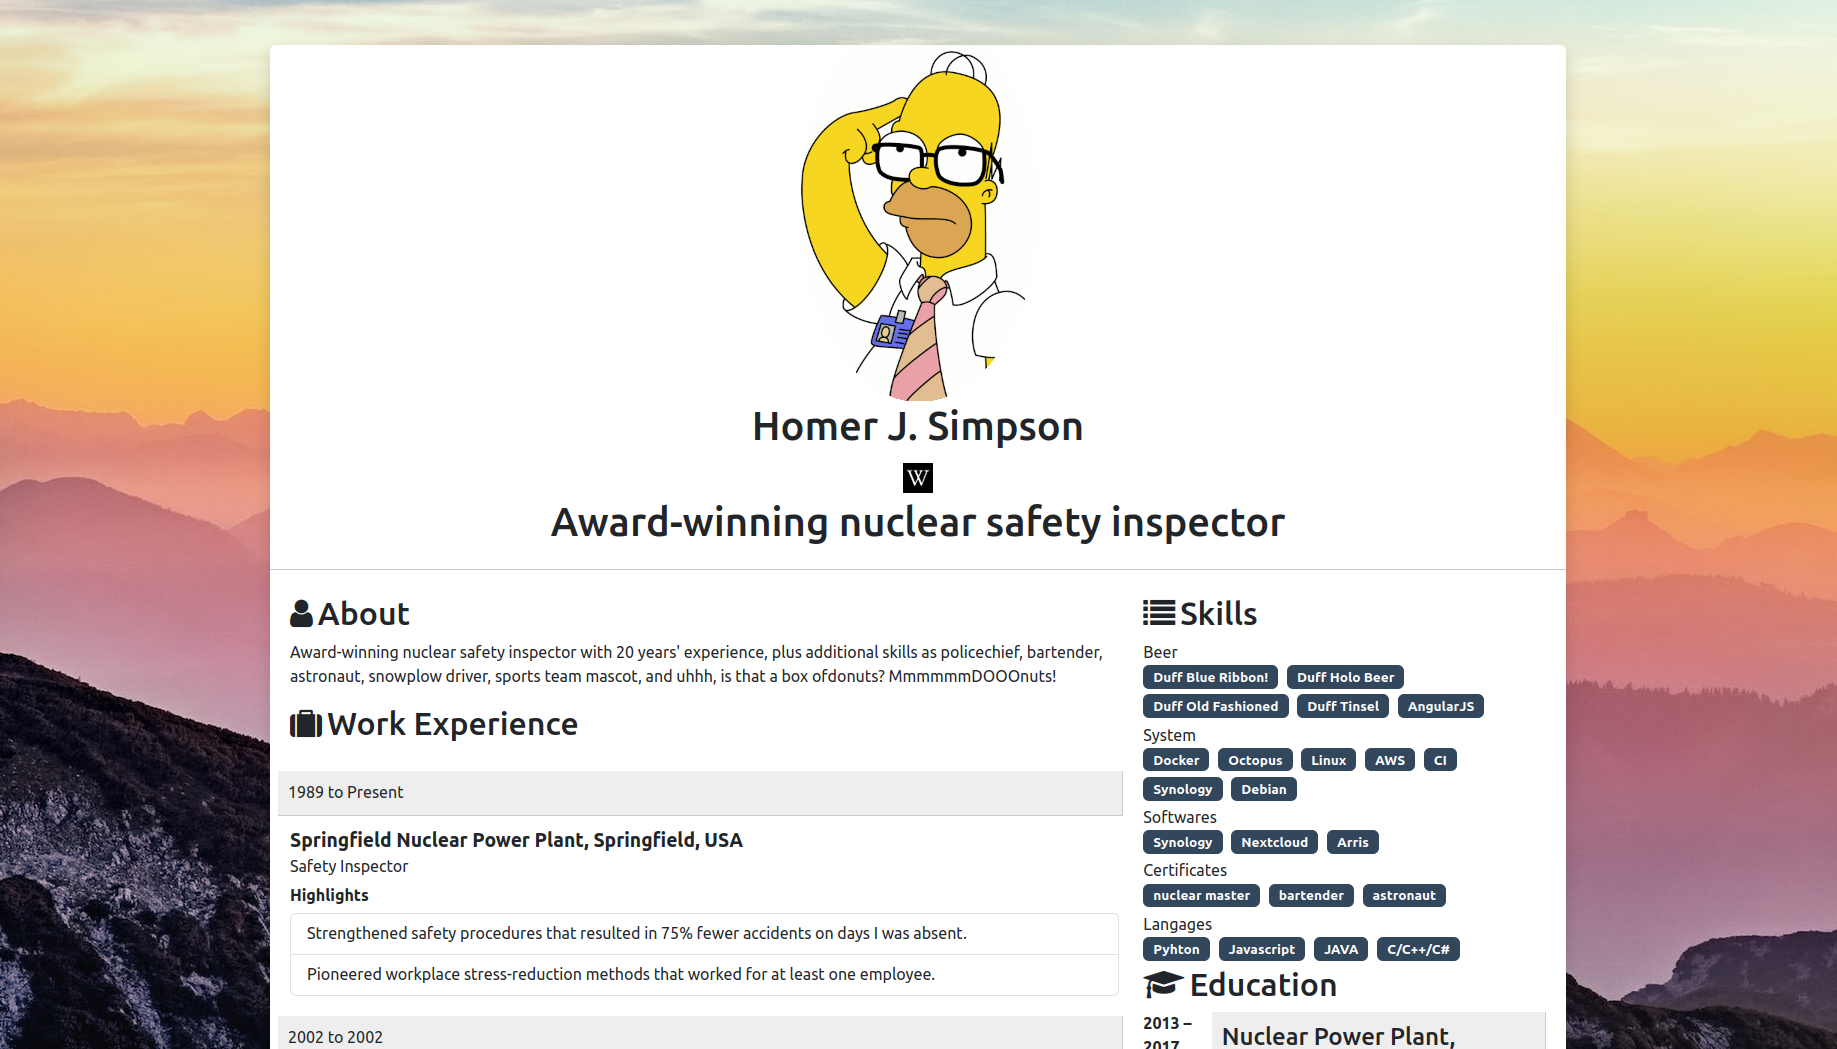 Homer J. Simpson
W
Award-winning nuclear safety inspector
About
Award-winning nuclear safety inspector with 20 years' experience, plus additional skills as policechief, bartender,
astronaut, snowplow driver, sports team mascot, and uhhh, is that a box ofdonuts? MmmmmmDOOOnuts!
Work Experience
1989 to Present
Springfield Nuclear Power Plant, Springfield, USA
Safety Inspector
Highlights
Strengthened safety procedures that resulted in 75% fewer accidents on days I was absent.
Pioneered workplace stress-reduction methods that worked for at least one employee.
2002 to 2002
Skills
Beer
Duff Blue Ribbon! Duff Holo Beer
Duff Old Fashioned Duff Tinsel AngularJS
System
Docker Octopus Linux AWS CI
Synology Debian
Softwares
Synology Nextcloud Arris
Certificates
nuclear master bartender astronaut
Langages
Pyhton Javascript JAVA C/C++/C#
Education
2013 –
2017
Nuclear Power Plant,